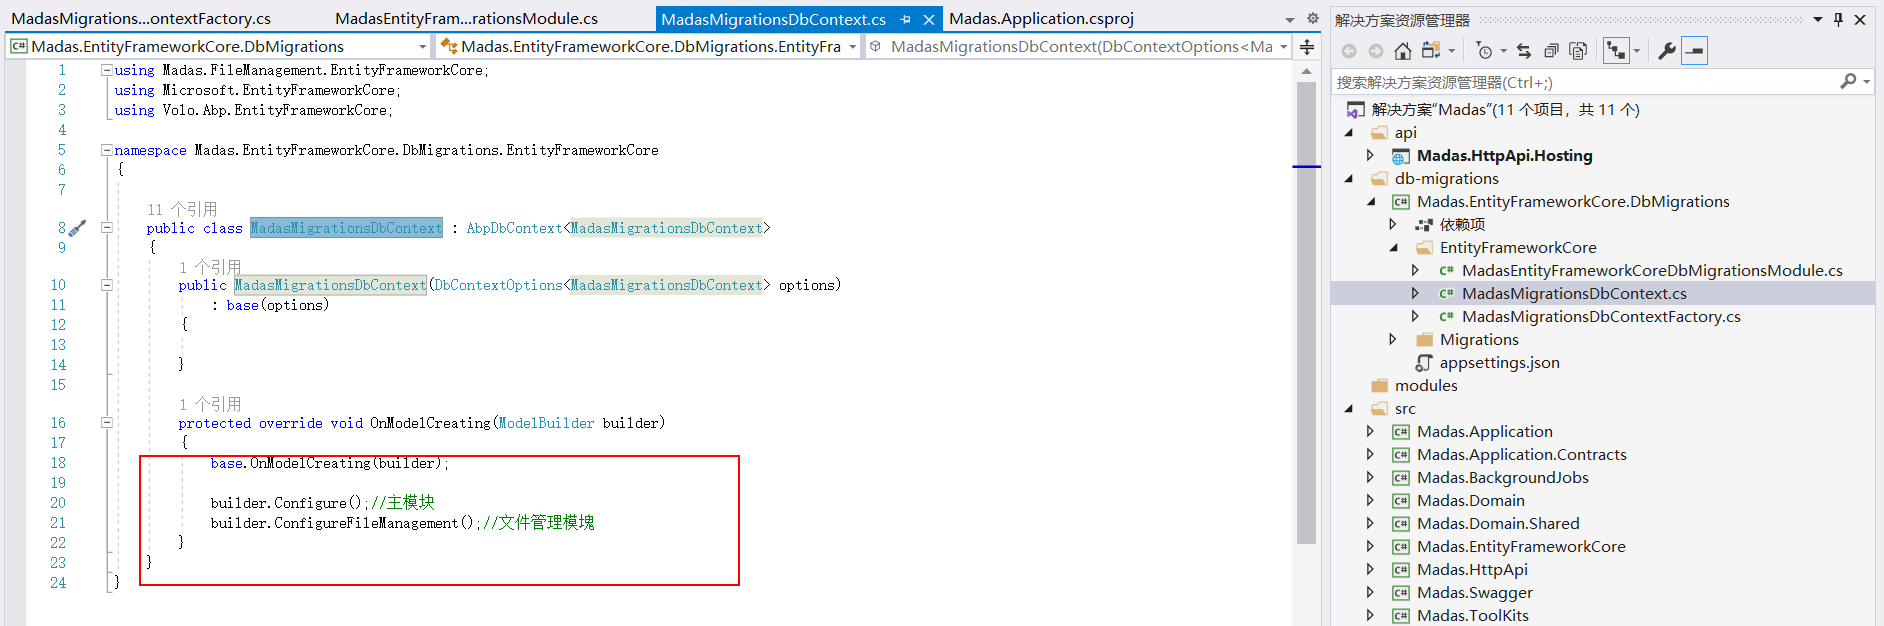 MadasMigrations...ontextFactory.cs
MadasEntityFram...rationsModule.cs
MadasMigrationsDbContext.cs
Madas.Application.csproj
Madas.EntityFrameworkCore.DbMigrations
Madas.EntityFrameworkCore.DbMigrations.EntityFra
MadasMigrationsDbContext(DbContextOptions<Ma
1 using Madas.FileManagement.EntityFrameworkCore;
2 using Microsoft.EntityFrameworkCore;
3 using Volo.Abp.EntityFrameworkCore;
4
5 namespace Madas.EntityFrameworkCore.DbMigrations.EntityFrameworkCore
6 {
7
11 个引用
8 public class MadasMigrationsDbContext : AbpDbContext<MadasMigrationsDbContext>
9 {
1 个引用
10 public MadasMigrationsDbContext(DbContextOptions<MadasMigrationsDbContext> options)
11 : base(options)
12 {
13
14 }
15
1 个引用
16 protected override void OnModelCreating(ModelBuilder builder)
17 {
18 base.OnModelCreating(builder);
19
20 builder.Configure();//主模块
21 builder.ConfigureFileManagement();//文件管理模塊
22 }
23 }
24 }
解决方案资源管理器
搜索解决方案资源管理器(Ctrl+;)
解决方案“Madas”(11 个项目，共 11 个)
api
Madas.HttpApi.Hosting
db-migrations
Madas.EntityFrameworkCore.DbMigrations
依赖项
EntityFrameworkCore
C# MadasEntityFrameworkCoreDbMigrationsModule.cs
C# MadasMigrationsDbContext.cs
C# MadasMigrationsDbContextFactory.cs
Migrations
appsettings.json
modules
src
C# Madas.Application
C# Madas.Application.Contracts
C# Madas.BackgroundJobs
C# Madas.Domain
C# Madas.Domain.Shared
C# Madas.EntityFrameworkCore
C# Madas.HttpApi
C# Madas.Swagger
C# Madas.ToolKits